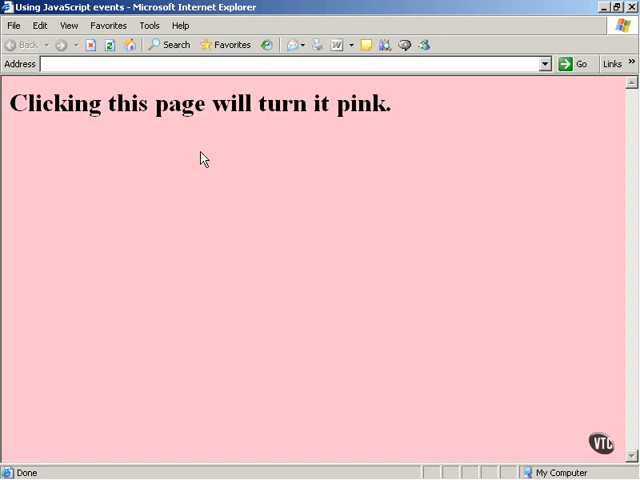 Using JavaScript events - Microsoft Internet Explorer
File Edit View Favorites Tools Help
Back Search Favorites W
Address Go Links »
Clicking this page will turn it pink.
VTC
Done My Computer